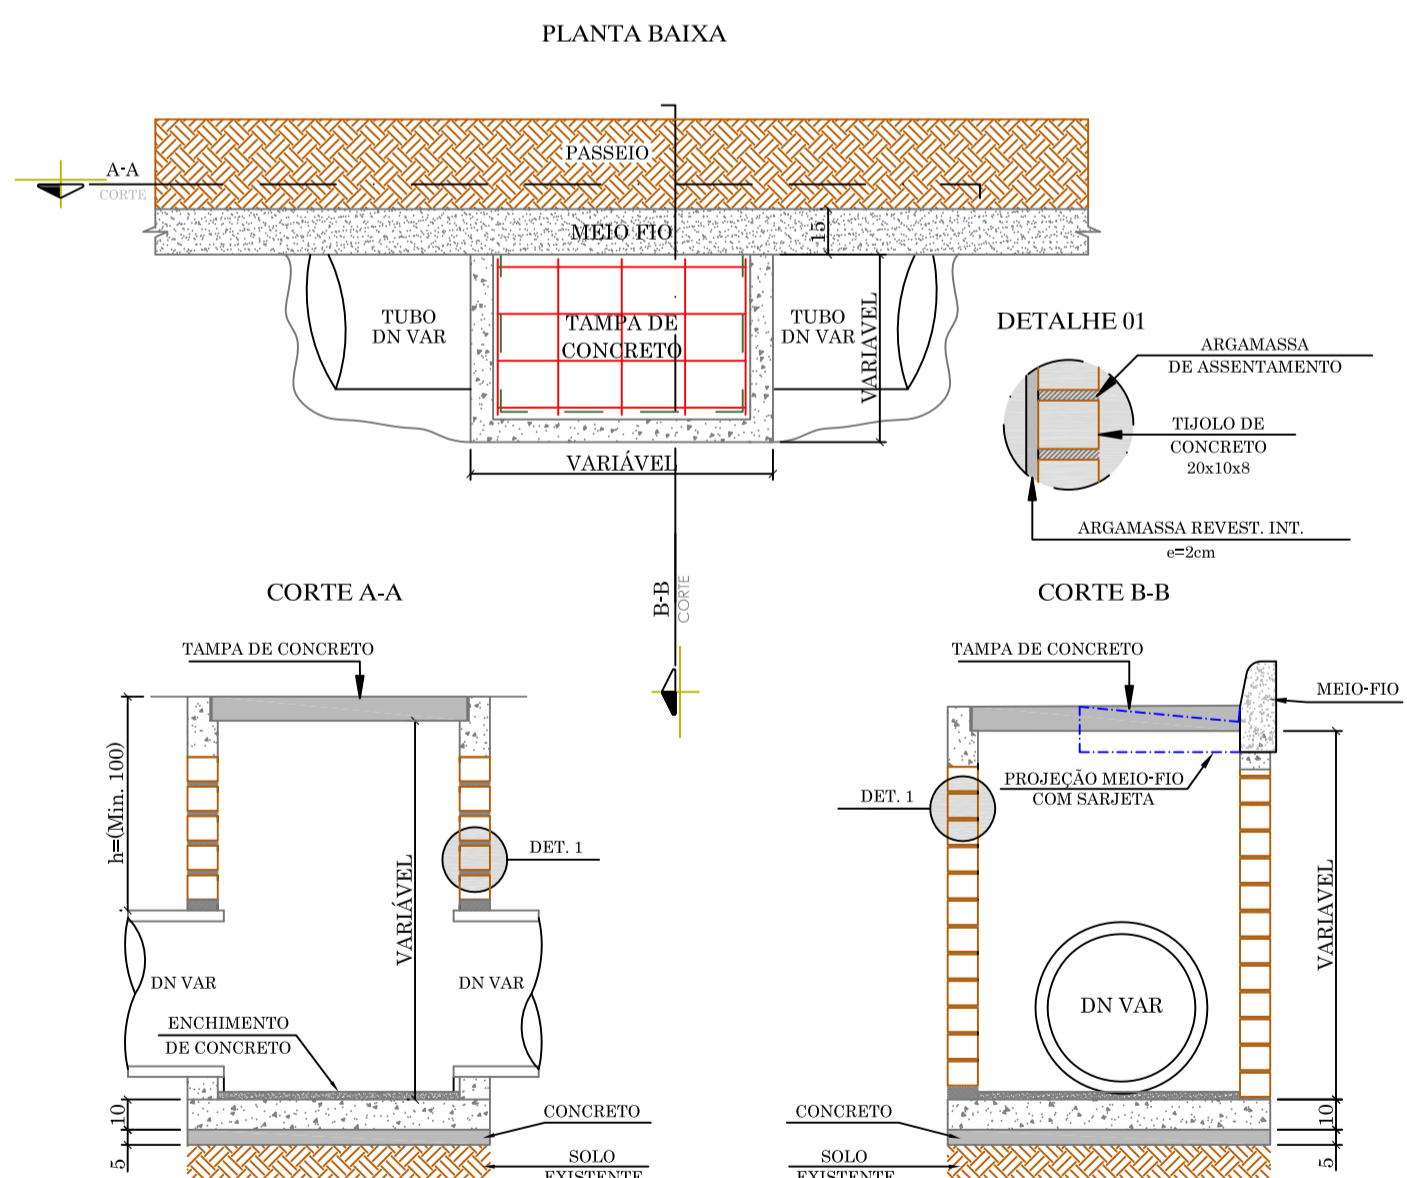 PLANTA BAIXA
PASSEIO
A-A
CORTE
MEIO FIO
15
TUBO
DN VAR
TAMPA DE
CONCRETO
TUBO
DN VAR
VARIAVEL
VARIÁVEL
B-B
CORTE
DETALHE 01
ARGAMASSA
DE ASSENTAMENTO
TIJOLO DE
CONCRETO
20x10x8
ARGAMASSA REVEST. INT.
e=2cm
CORTE A-A
TAMPA DE CONCRETO
h=(Min. 100)
DET. 1
VARIÁVEL
DN VAR
DN VAR
ENCHIMENTO
DE CONCRETO
10
5
CONCRETO
SOLO
EXISTENTE
CORTE B-B
TAMPA DE CONCRETO
MEIO-FIO
PROJEÇÃO MEIO-FIO
COM SARJETA
DET. 1
VARIAVEL
DN VAR
CONCRETO
10
5
SOLO
EXISTENTE